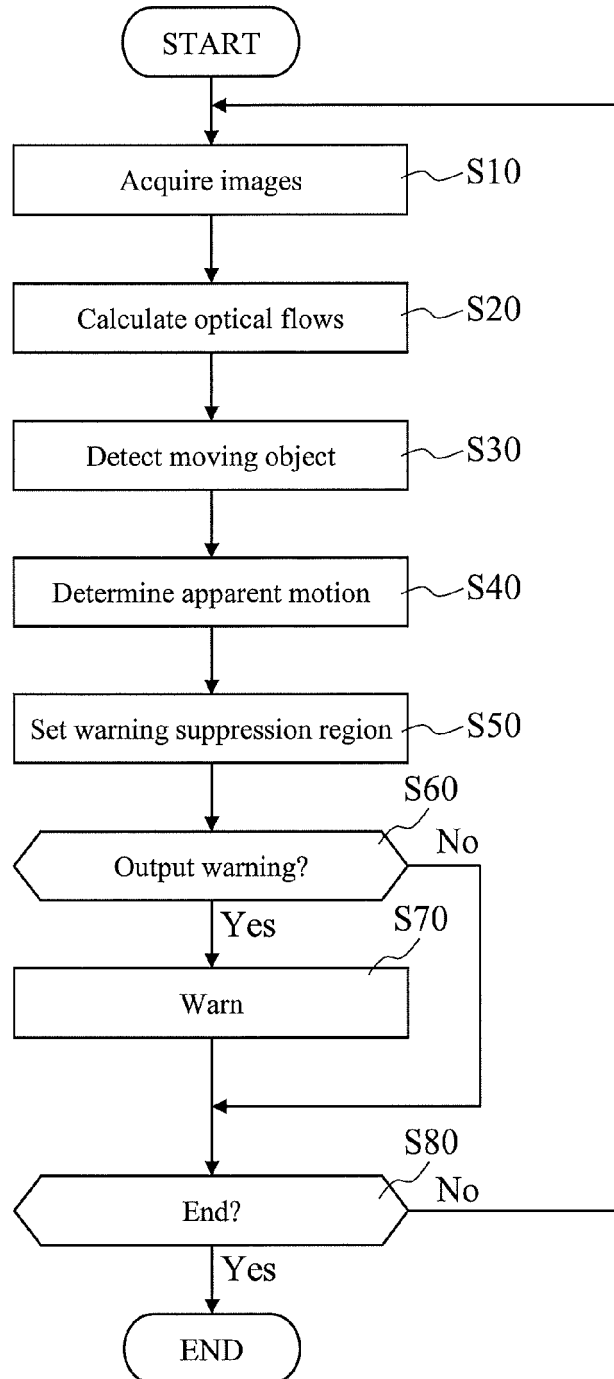 START
Acquire images
S10
Calculate optical flows
S20
Detect moving object
S30
Determine apparent motion
S40
Set warning suppression region
S50
S60
Output warning?
No
Yes
S70
Warn
S80
End?
No
Yes
END